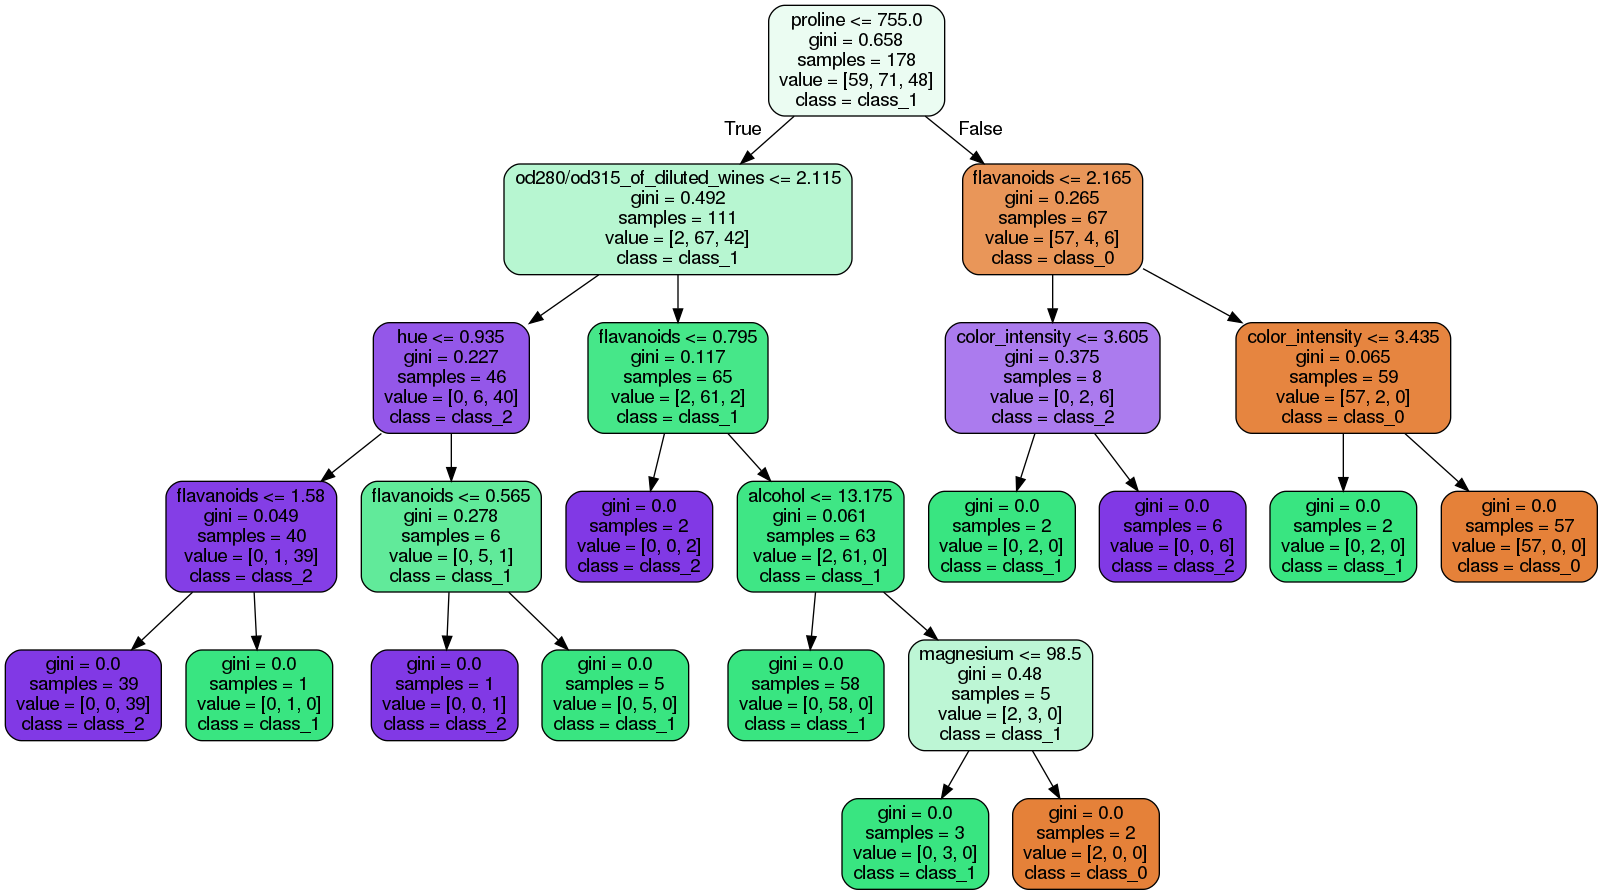 proline <= 755.0
gini = 0.658
samples = 178
value = [59, 71, 48]
class = class_1
True
False
od280/od315_of_diluted_wines <= 2.115
gini = 0.492
samples = 111
value = [2, 67, 42]
class = class_1
flavanoids <= 2.165
gini = 0.265
samples = 67
value = [57, 4, 6]
class = class_0
hue <= 0.935
gini = 0.227
samples = 46
value = [0, 6, 40]
class = class_2
flavanoids <= 0.795
gini = 0.117
samples = 65
value = [2, 61, 2]
class = class_1
color_intensity <= 3.605
gini = 0.375
samples = 8
value = [0, 2, 6]
class = class_2
color_intensity <= 3.435
gini = 0.065
samples = 59
value = [57, 2, 0]
class = class_0
flavanoids <= 1.58
gini = 0.049
samples = 40
value = [0, 1, 39]
class = class_2
flavanoids <= 0.565
gini = 0.278
samples = 6
value = [0, 5, 1]
class = class_1
gini = 0.0
samples = 2
value = [0, 0, 2]
class = class_2
alcohol <= 13.175
gini = 0.061
samples = 63
value = [2, 61, 0]
class = class_1
gini = 0.0
samples = 2
value = [0, 2, 0]
class = class_1
gini = 0.0
samples = 6
value = [0, 0, 6]
class = class_2
gini = 0.0
samples = 2
value = [0, 2, 0]
class = class_1
gini = 0.0
samples = 57
value = [57, 0, 0]
class = class_0
gini = 0.0
samples = 39
value = [0, 0, 39]
class = class_2
gini = 0.0
samples = 1
value = [0, 1, 0]
class = class_1
gini = 0.0
samples = 1
value = [0, 0, 1]
class = class_2
gini = 0.0
samples = 5
value = [0, 5, 0]
class = class_1
gini = 0.0
samples = 58
value = [0, 58, 0]
class = class_1
magnesium <= 98.5
gini = 0.48
samples = 5
value = [2, 3, 0]
class = class_1
gini = 0.0
samples = 3
value = [0, 3, 0]
class = class_1
gini = 0.0
samples = 2
value = [2, 0, 0]
class = class_0